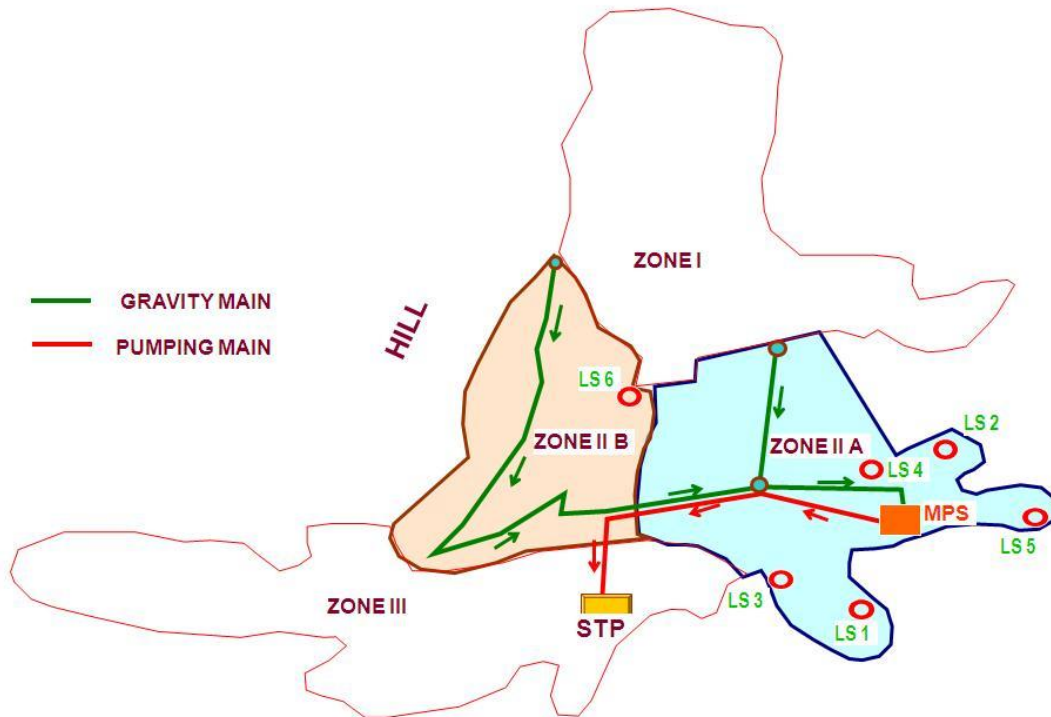 ZONE I
GRAVITY MAIN
PUMPING MAIN
HILL
LS 6
ZONE II B
ZONE II A
LS 2
LS 4
MPS
LS 5
ZONE III
LS 3
STP
LS 1